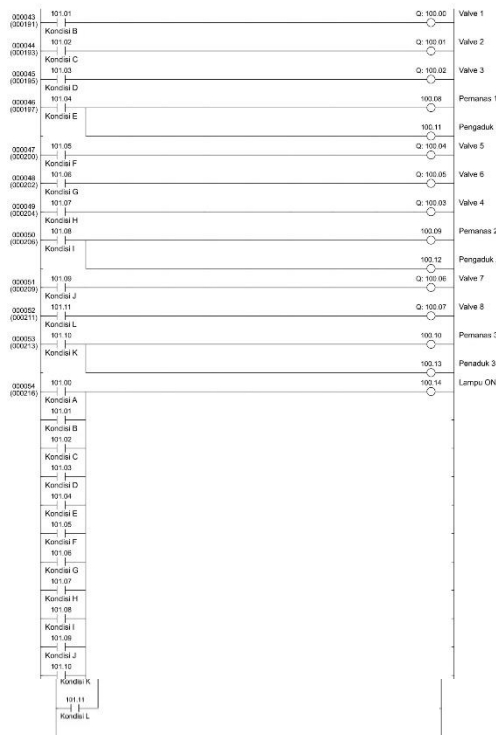 000043 101.01 Q: 100.00 Valve 1
(000191)
Kondisi B
000044 101.02 Q: 100.01 Valve 2
(000193)
Kondisi C
000045 101.03 Q: 100.02 Valve 3
(000195)
Kondisi D
000046 101.04 100.08 Pemanas 1
(000197)
Kondisi E
100.11 Pengaduk
000047 101.05 Q: 100.04 Valve 5
(000200)
Kondisi F
000048 101.06 Q: 100.05 Valve 6
(000202)
Kondisi G
000049 101.07 Q: 100.03 Valve 4
(000204)
Kondisi H
000050 101.08 100.09 Pemanas 2
(000206)
Kondisi I
100.12 Pengaduk
000051 101.09 Q: 100.06 Valve 7
(000209)
Kondisi J
000052 101.11 Q: 100.07 Valve 8
(000211)
Kondisi L
000053 101.10 100.10 Pemanas 3
(000213)
Kondisi K
100.13 Penaduk 3
000054 101.00 100.14 Lampu ON
(000216)
Kondisi A
101.01
Kondisi B
101.02
Kondisi C
101.03
Kondisi D
101.04
Kondisi E
101.05
Kondisi F
101.06
Kondisi G
101.07
Kondisi H
101.08
Kondisi I
101.09
Kondisi J
101.10
Kondisi K
101.11
Kondisi L